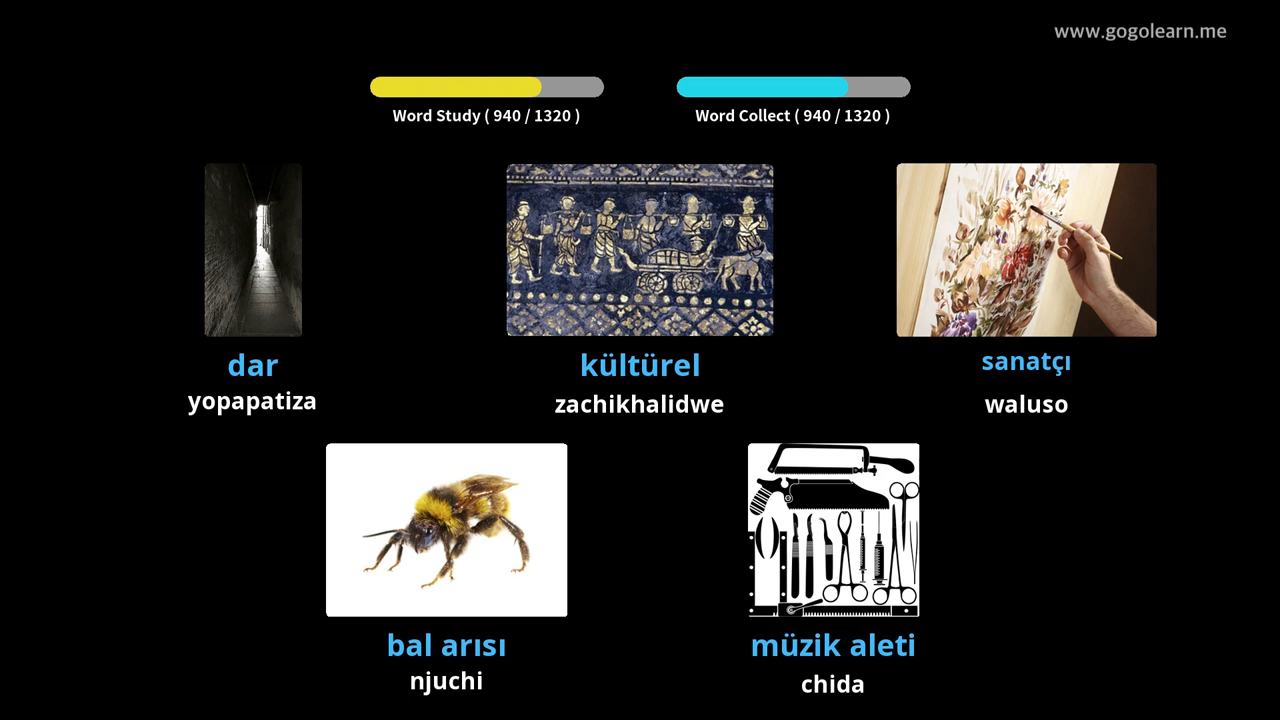 www.gogolearn.me
Word Study ( 940 / 1320 )
Word Collect ( 940 / 1320 )
dar
yopapatiza
kültürel
zachikhalidwe
sanatçı
waluso
bal arısı
njuchi
müzik aleti
chida